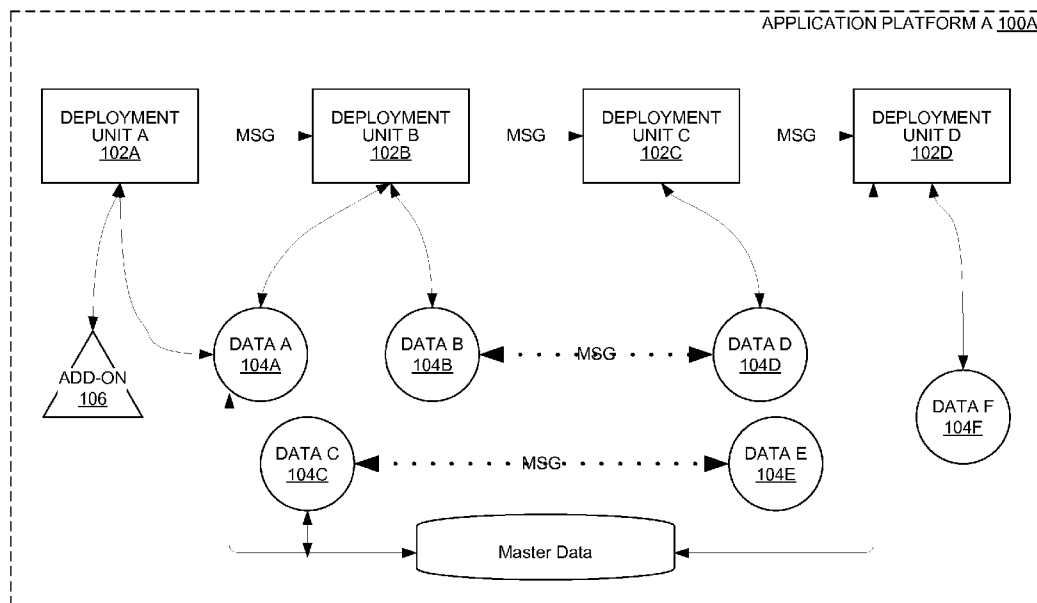 APPLICATION PLATFORM A 100A
DEPLOYMENT
UNIT A
102A
MSG
DEPLOYMENT
UNIT B
102B
MSG
DEPLOYMENT
UNIT C
102C
MSG
DEPLOYMENT
UNIT D
102D
ADD-ON
106
DATA A
104A
DATA B
104B
MSG
DATA D
104D
DATA F
104F
DATA C
104C
MSG
DATA E
104E
Master Data